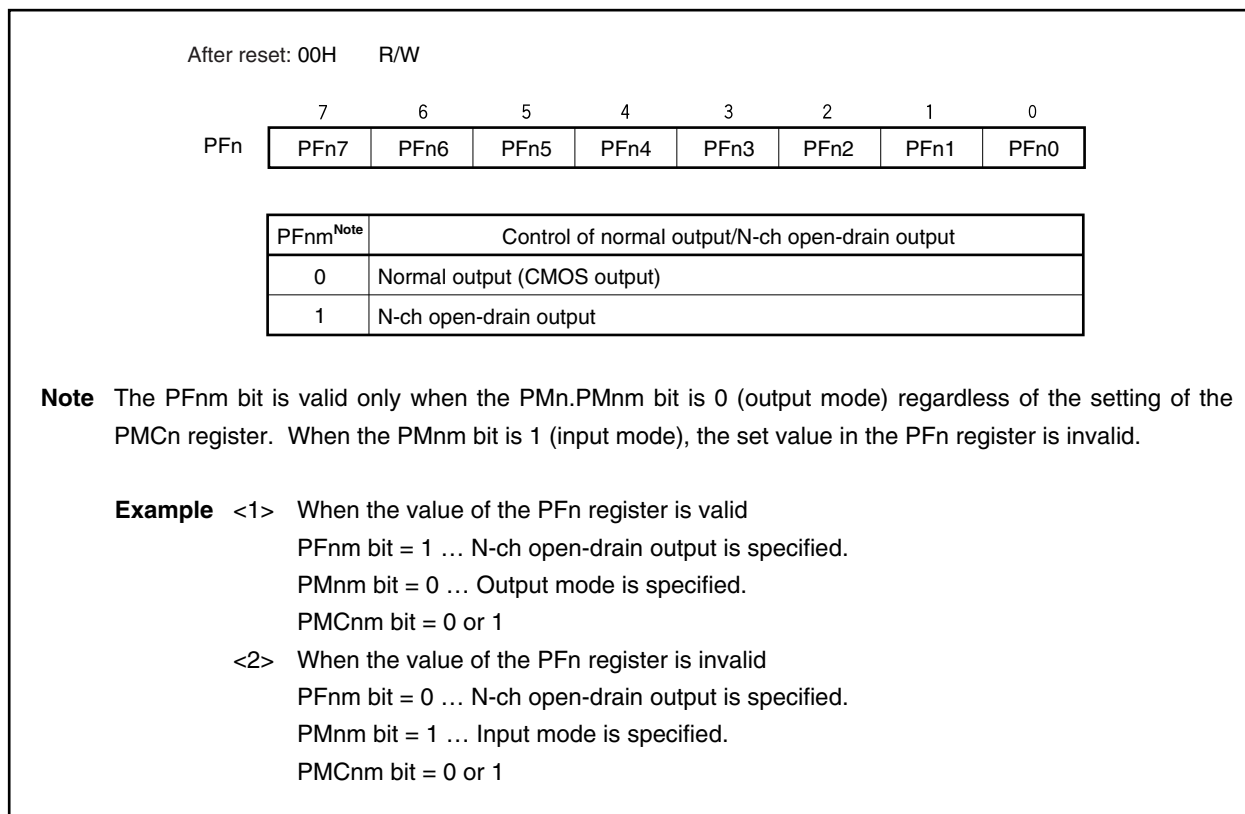 After reset: 00H R/W
7 6 5 4 3 2 1 0
PFn PFn7 PFn6 PFn5 PFn4 PFn3 PFn2 PFn1 PFn0
PFnmNote Control of normal output/N-ch open-drain output
0 Normal output (CMOS output)
1 N-ch open-drain output
Note The PFnm bit is valid only when the PMn.PMnm bit is 0 (output mode) regardless of the setting of the
PMCn register. When the PMnm bit is 1 (input mode), the set value in the PFn register is invalid.
Example <1> When the value of the PFn register is valid
PFnm bit = 1 … N-ch open-drain output is specified.
PMnm bit = 0 … Output mode is specified.
PMCnm bit = 0 or 1
<2> When the value of the PFn register is invalid
PFnm bit = 0 … N-ch open-drain output is specified.
PMnm bit = 1 … Input mode is specified.
PMCnm bit = 0 or 1